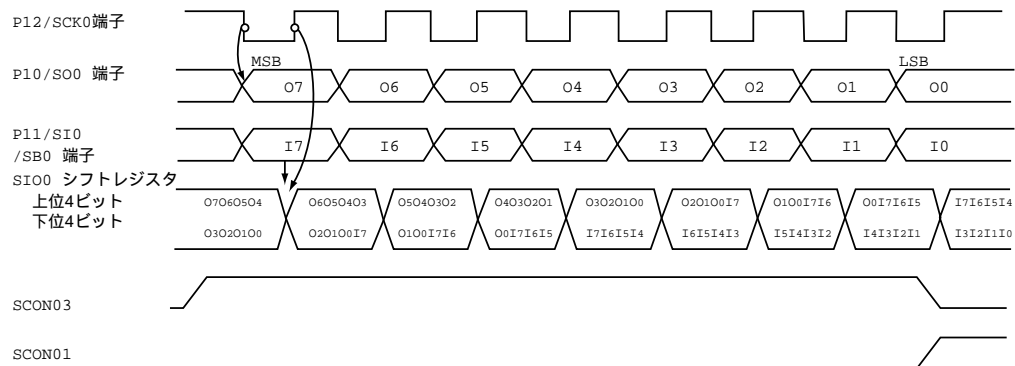 P12/SCK0端子
MSB
LSB
P10/SO0 端子
O7 O6 O5 O4 O3 O2 O1 O0
P11/SI0
/SB0 端子
I7 I6 I5 I4 I3 I2 I1 I0
SIO0 シフトレジスタ
上位4ビット
O7O6O5O4 O6O5O4O3 O5O4O3O2 O4O3O2O1 O3O2O1O0 O2O1O0I7 O1O0I7I6 O0I7I6I5 I7I6I5I4
下位4ビット
O3O2O1O0 O2O1O0I7 O1O0I7I6 O0I7I6I5 I7I6I5I4 I6I5I4I3 I5I4I3I2 I4I3I2I1 I3I2I1I0
SCON03
SCON01